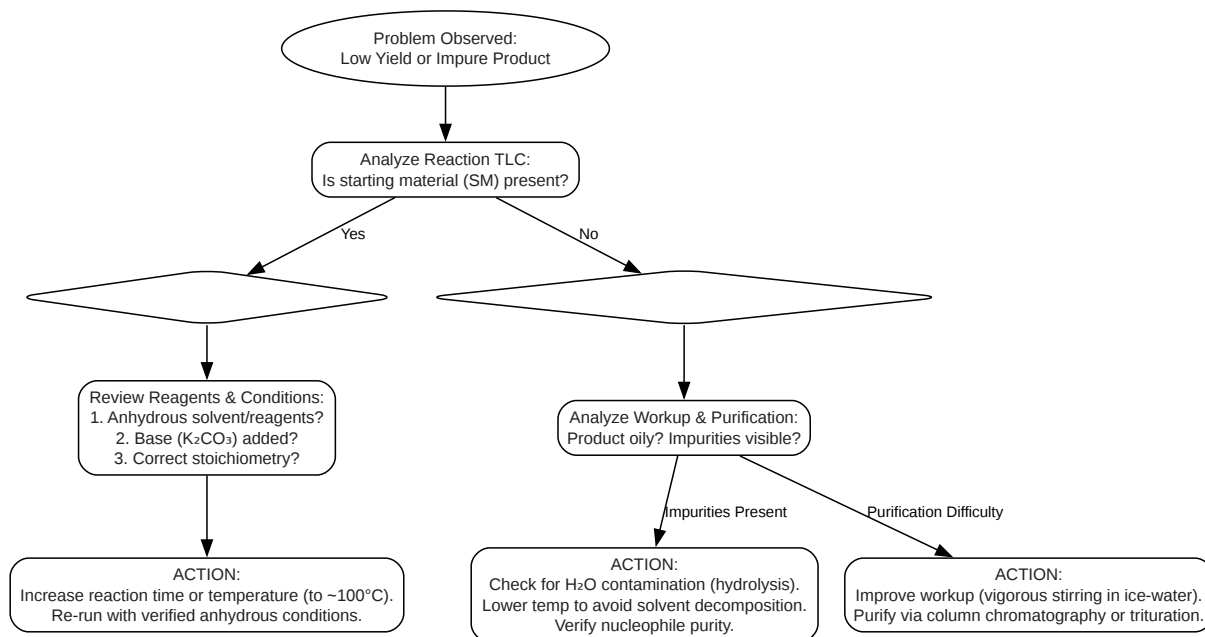 Problem Observed:
Low Yield or Impure Product
Analyze Reaction TLC:
Is starting material (SM) present?
Yes
No
Review Reagents & Conditions:
1. Anhydrous solvent/reagents?
2. Base (K₂CO₃) added?
3. Correct stoichiometry?
Analyze Workup & Purification:
Product oily? Impurities visible?
Impurities Present
Purification Difficulty
ACTION:
Increase reaction time or temperature (to ~100°C).
Re-run with verified anhydrous conditions.
ACTION:
Check for H₂O contamination (hydrolysis).
Lower temp to avoid solvent decomposition.
Verify nucleophile purity.
ACTION:
Improve workup (vigorous stirring in ice-water).
Purify via column chromatography or trituration.